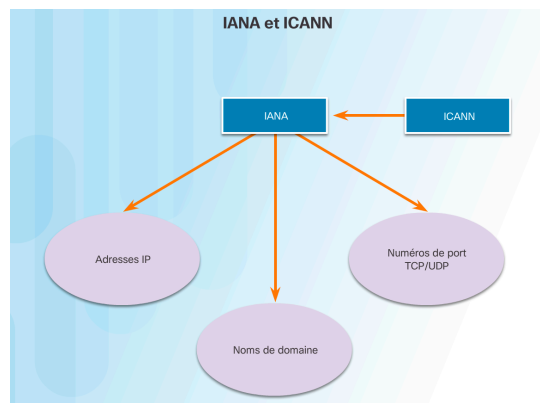 IANA et ICANN
IANA
ICANN
Adresses IP
Numéros de port
TCP/UDP
Noms de domaine